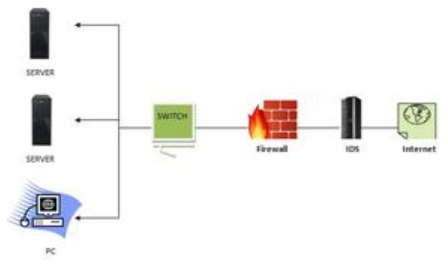 SERVER
SWITCH
SERVER
Firewall
IDS
Internet
PC